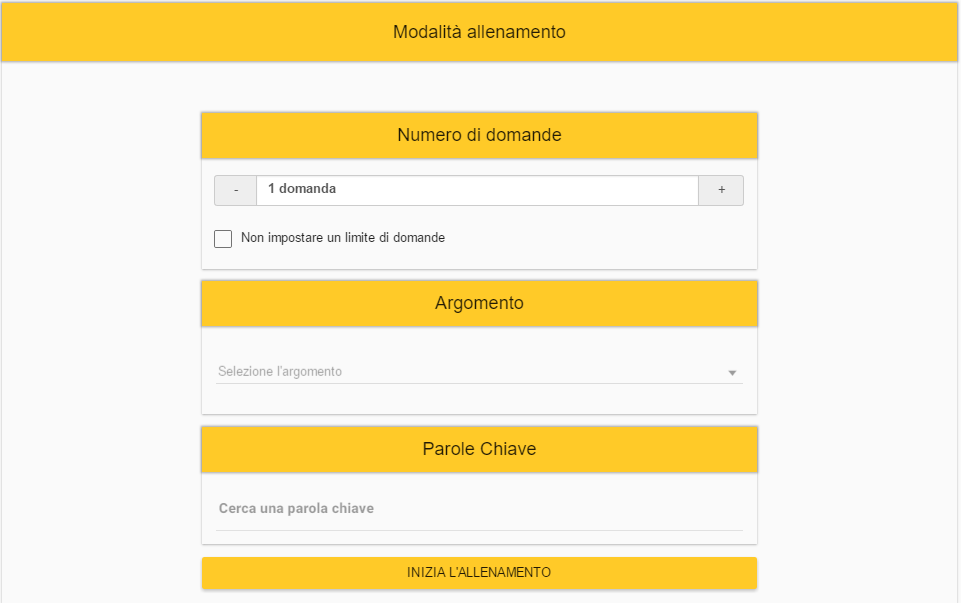 Modalità allenamento
Numero di domande
- 1 domanda +
Non impostare un limite di domande
Argomento
Selezione l'argomento
Parole Chiave
Cerca una parola chiave
INIZIA L'ALLENAMENTO